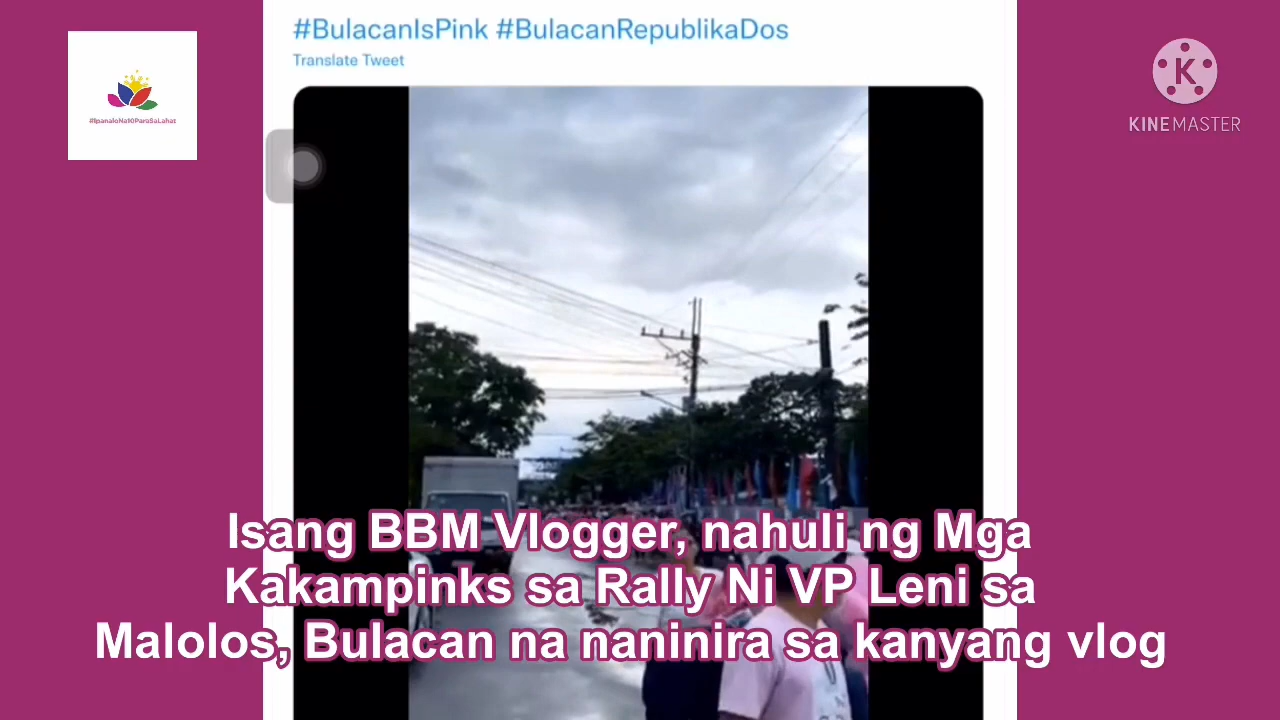 #BulacanIsPink #BulacanRepublikaDos
Translate Tweet
#IpanaloNa10ParaSaLahat
K
KINEMASTER
Isang BBM Vlogger, nahuli ng Mga
Kakampinks sa Rally Ni VP Leni sa
Malolos, Bulacan na naninira sa kanyang vlog